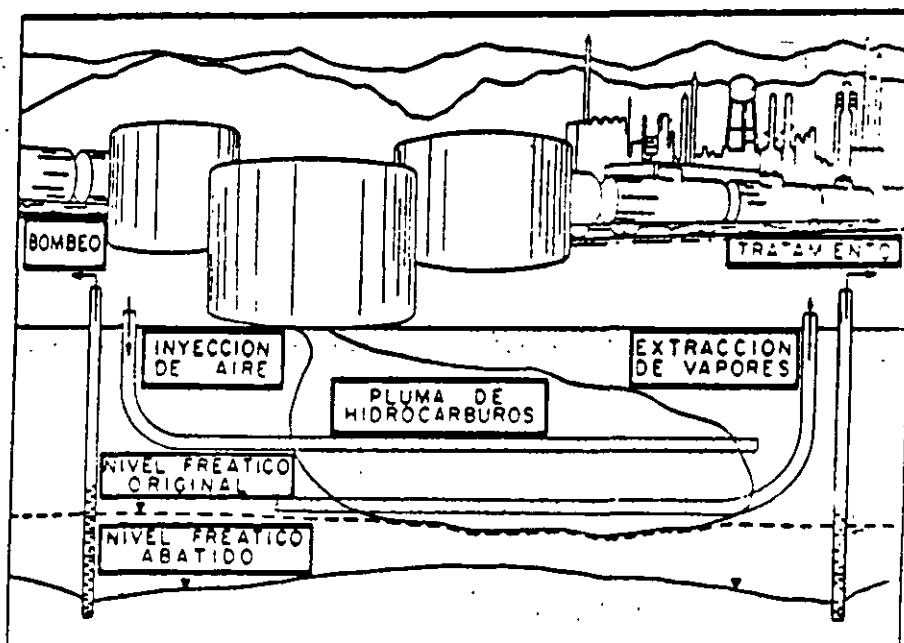 BOMBEO
TRATAMIENTO
INYECCION
DE AIRE
EXTRACCION
DE VAPORES
PLUMA DE
HIDROCARBUROS
NIVEL FREATICO
ORIGINAL
NIVEL FREATICO
ABATIDO